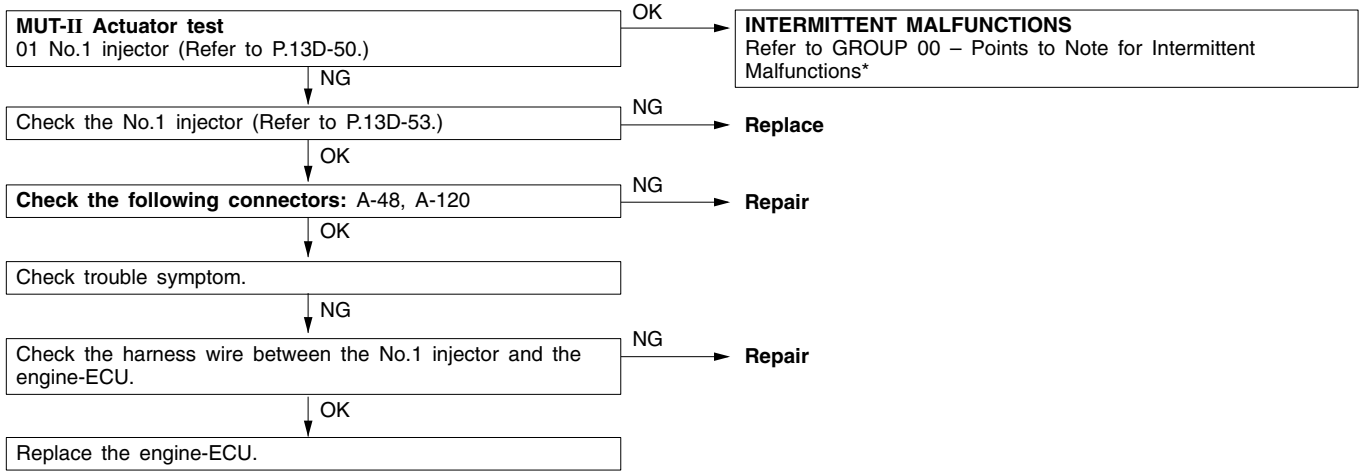 MUT-II Actuator test
01 No.1 injector (Refer to P.13D-50.)
OK
INTERMITTENT MALFUNCTIONS
Refer to GROUP 00 – Points to Note for Intermittent
Malfunctions*
NG
Check the No.1 injector (Refer to P.13D-53.)
NG
Replace
OK
Check the following connectors: A-48, A-120
NG
Repair
OK
Check trouble symptom.
NG
Check the harness wire between the No.1 injector and the
engine-ECU.
NG
Repair
OK
Replace the engine-ECU.